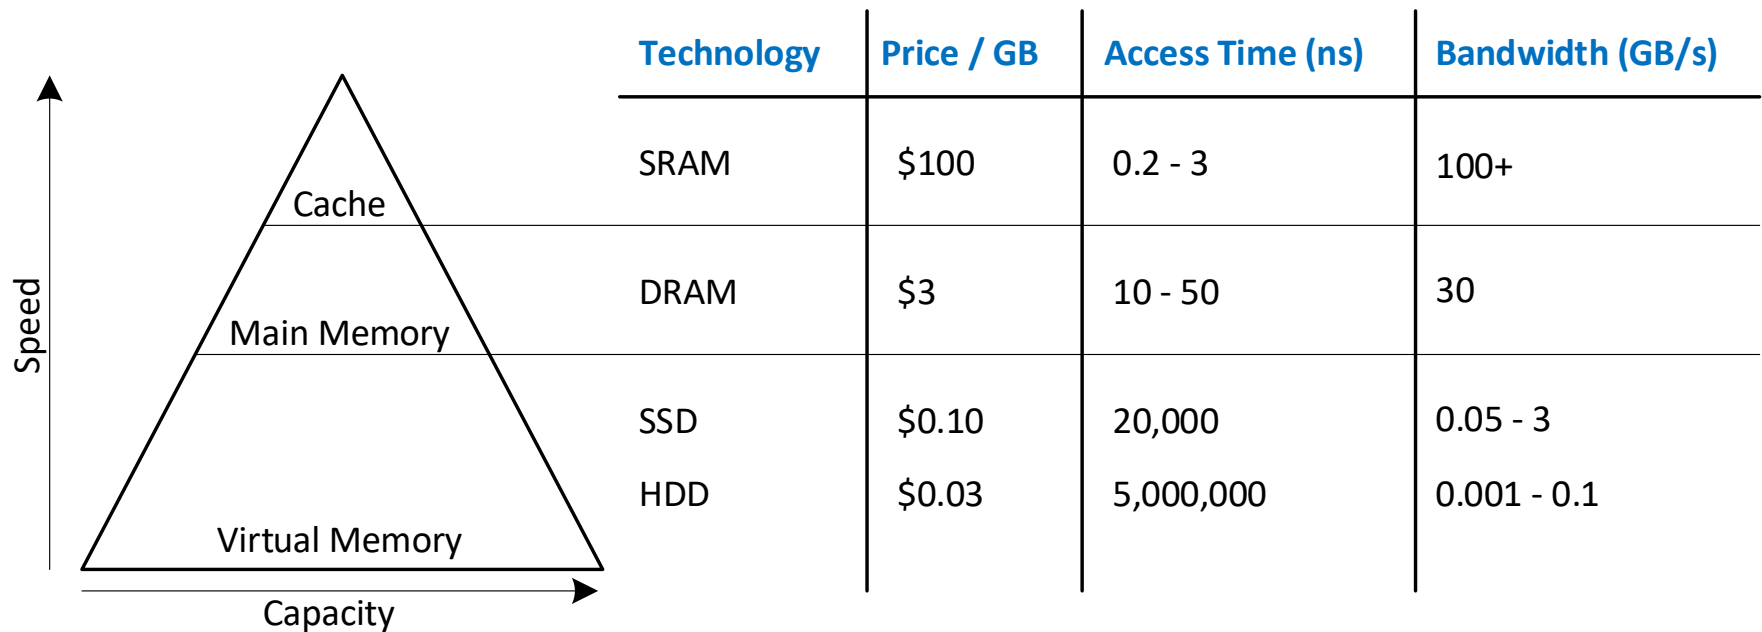 Technology Price / GB Access Time (ns) Bandwidth (GB/s)
SRAM $100 0.2 - 3 100+
Cache
DRAM $3 10 - 50 30
Main Memory
SSD $0.10 20,000 0.05 - 3
HDD $0.03 5,000,000 0.001 - 0.1
Virtual Memory
Speed
Capacity